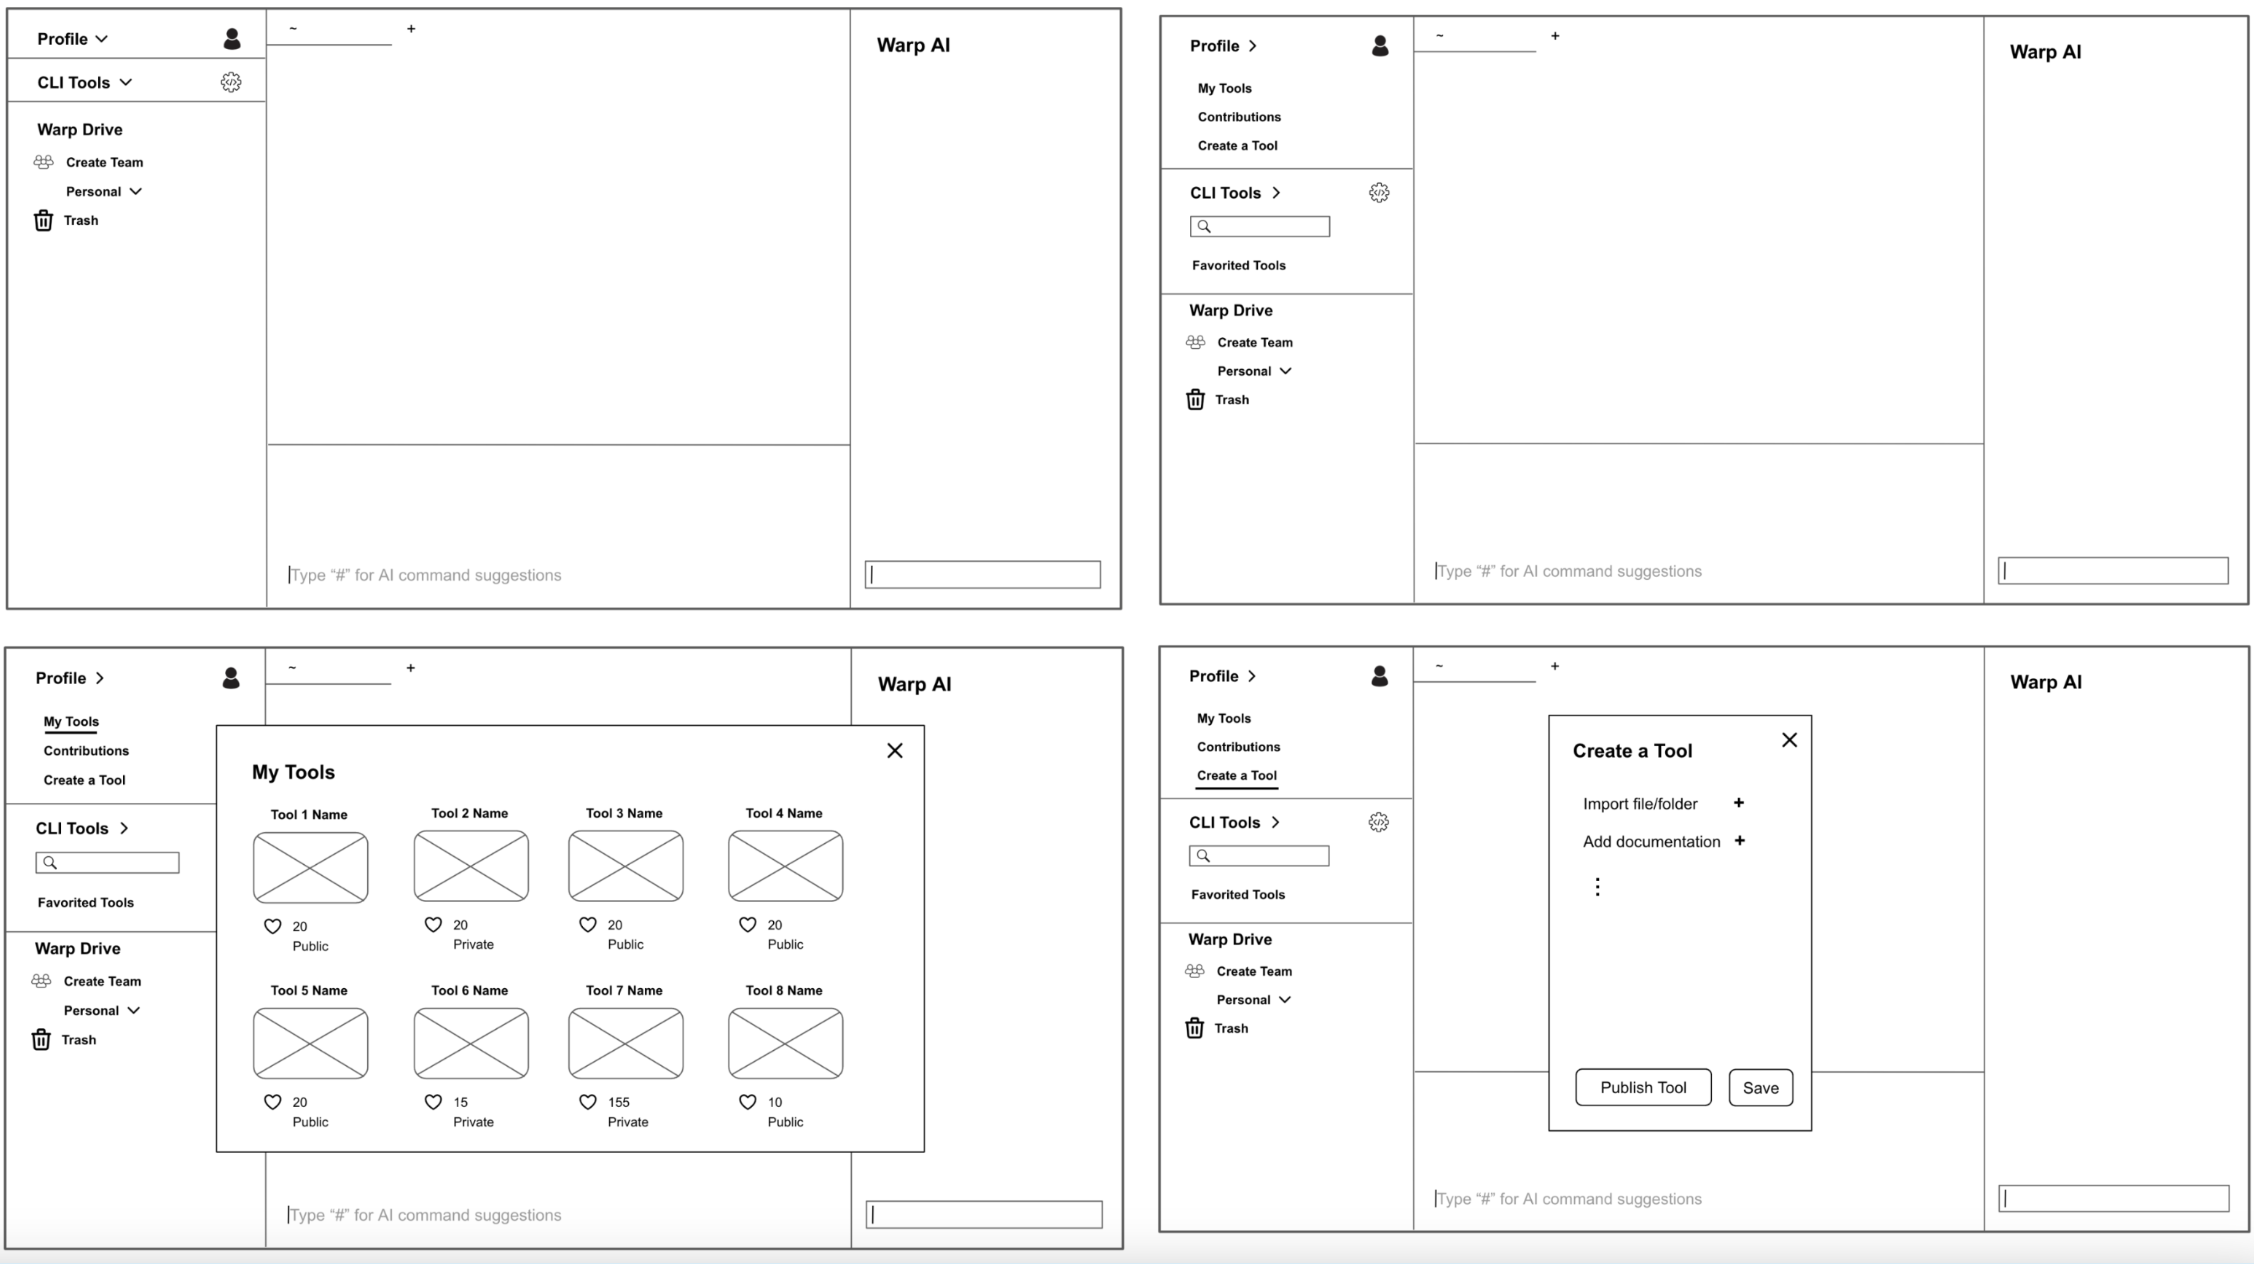 Profile
CLI Tools
Warp Drive
Create Team
Personal
Trash
~ +
Type “#” for AI command suggestions
Warp AI
Profile
My Tools
Contributions
Create a Tool
CLI Tools
Favorited Tools
Warp Drive
Create Team
Personal
Trash
~ +
Type “#” for AI command suggestions
Warp AI
Profile
My Tools
Contributions
Create a Tool
CLI Tools
Favorited Tools
Warp Drive
Create Team
Personal
Trash
~ +
My Tools
Tool 1 Name Tool 2 Name Tool 3 Name Tool 4 Name
20 20 20 20
Public Private Public Public
Tool 5 Name Tool 6 Name Tool 7 Name Tool 8 Name
20 15 155 10
Public Private Private Public
Type “#” for AI command suggestions
Warp AI
Profile
My Tools
Contributions
Create a Tool
CLI Tools
Favorited Tools
Warp Drive
Create Team
Personal
Trash
~ +
Create a Tool
Import file/folder +
Add documentation +
Publish Tool Save
Type “#” for AI command suggestions
Warp AI